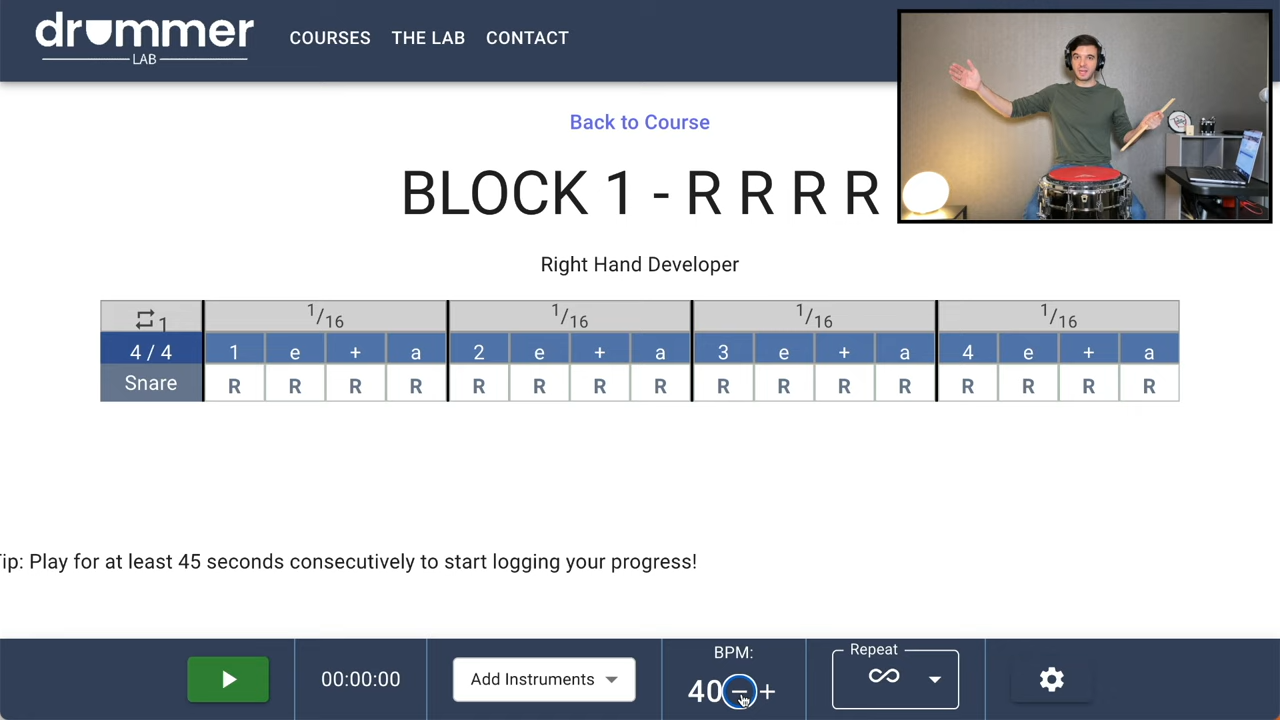 drummer
LAB
COURSES THE LAB CONTACT
Back to Course
BLOCK 1 - R R R R
Right Hand Developer
1 1/16 1/16 1/16 1/16
4 / 4 1 e + a 2 e + a 3 e + a 4 e + a
Snare R R R R R R R R R R R R R R R R
ip: Play for at least 45 seconds consecutively to start logging your progress!
00:00:00
Add Instruments
BPM:
40 − +
Repeat
∞